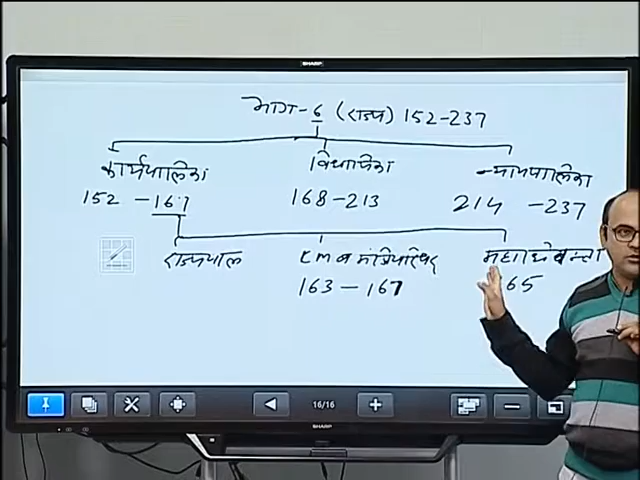 SHARP
भाग-6 (राज्य) 152-237
कार्यपालिका विधायिका न्यायपालिका
152 - 167 168-213 214 -237
राज्यपाल CM व मंत्रिपरिषद् महाधिवक्ता
163 - 167 65
16/16
SHARP